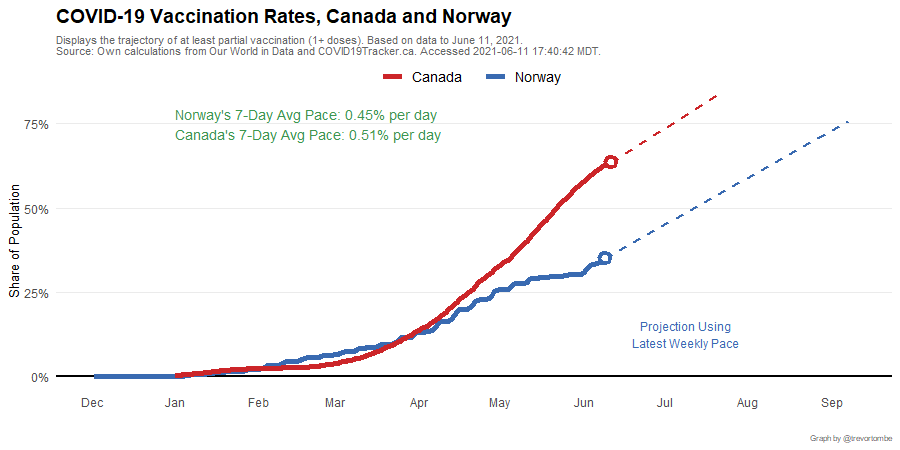 COVID-19 Vaccination Rates, Canada and Norway
Displays the trajectory of at least partial vaccination (1+ doses). Based on data to June 11, 2021.
Source: Own calculations from Our World in Data and COVID19Tracker.ca. Accessed 2021-06-11 17:40:42 MDT.
Canada
Norway
Norway's 7-Day Avg Pace: 0.45% per day
Canada's 7-Day Avg Pace: 0.51% per day
Share of Population
75%
50%
25%
0%
Projection Using
Latest Weekly Pace
Dec Jan Feb Mar Apr May Jun Jul Aug Sep
Graph by @trevortombe